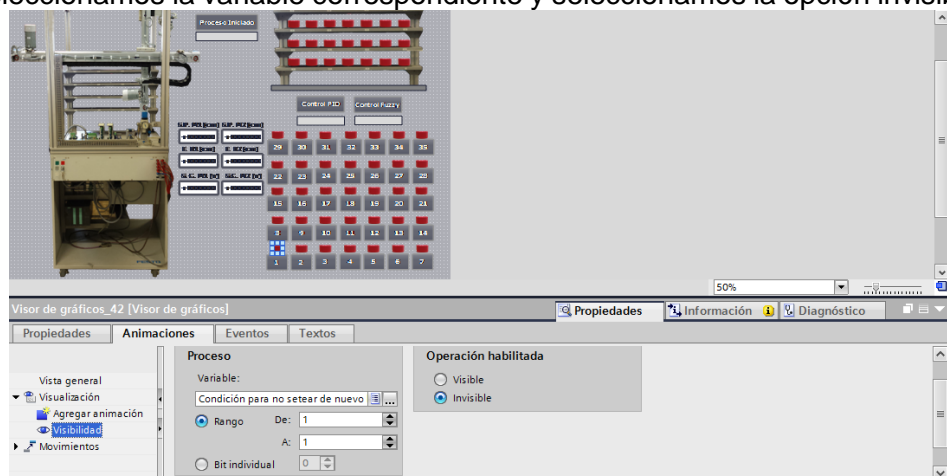 eccionamos la variable correspondiente y seleccionamos la opción invisib
Proceso Iniciado
Control PID Control Fuzzy
29 30 31 32 33 34 35
22 23 24 25 26 27 28
15 16 17 18 19 20 21
8 9 10 11 12 13 14
1 2 3 4 5 6 7
50%
Visor de gráficos_42 [Visor de gráficos]
Propiedades Información Diagnóstico
Propiedades Animaciones Eventos Textos
Proceso
Operación habilitada
Vista general
Variable:
Visible
Visualización
Condición para no setear de nuevo ...
Invisible
Agregar animación
Rango De: 1
Visibilidad
A: 1
Movimientos
Bit individual 0